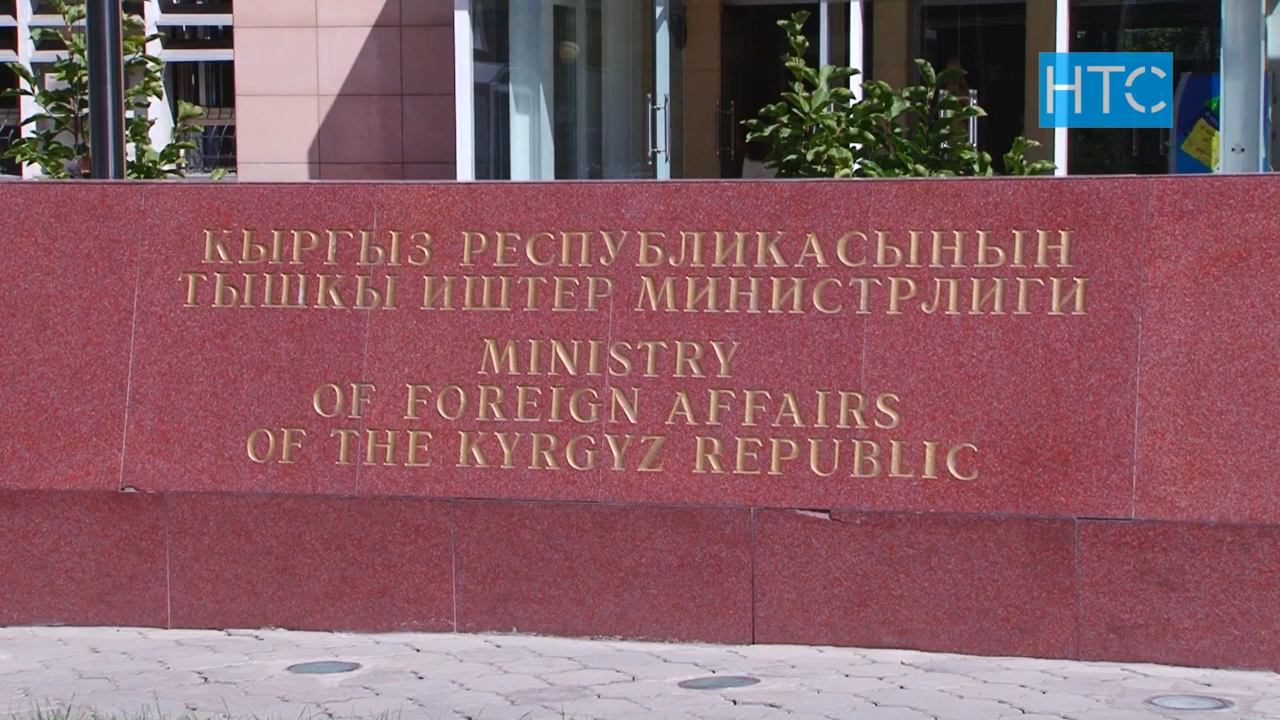 НТС
КЫРГЫЗ РЕСПУБЛИКАСЫНЫН
ТЫШКЫ ИШТЕР МИНИСТРЛИГИ
MINISTRY
OF FOREIGN AFFAIRS
OF THE KYRGYZ REPUBLIC